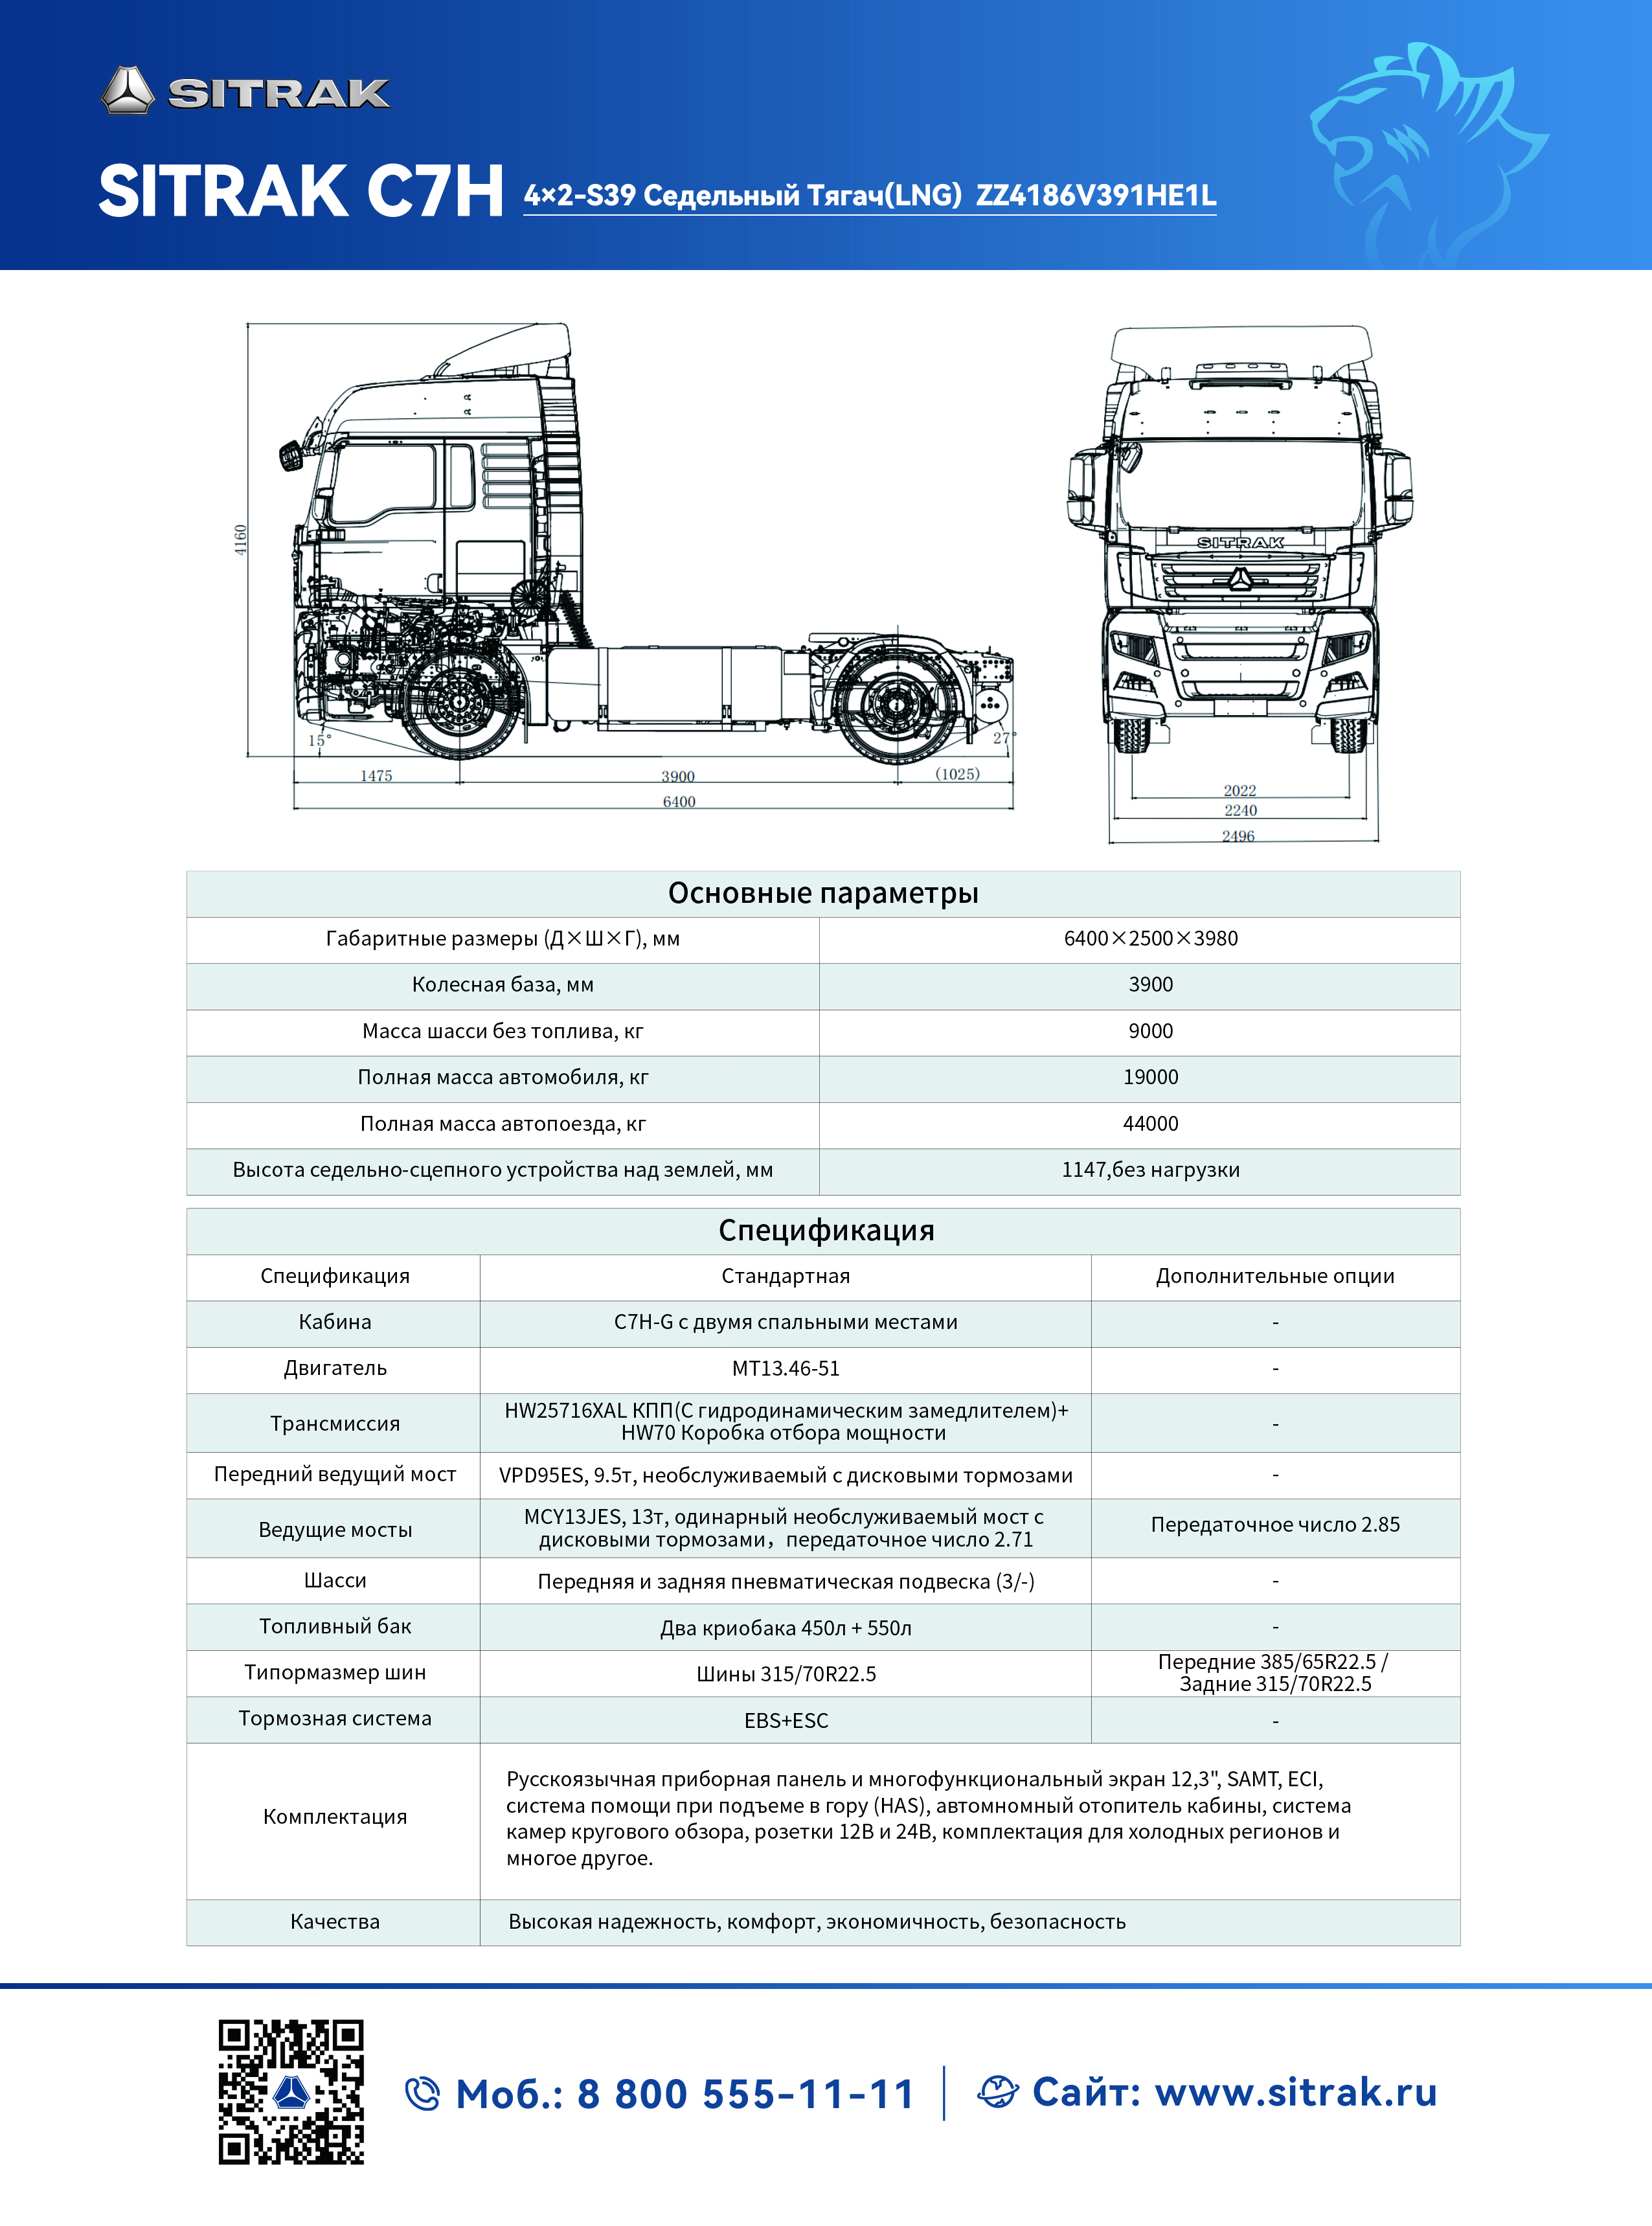 SITRAK
SITRAK C7H 4×2-S39 Седельный Тягач(LNG) ZZ4186V391HE1L
4160
15°
27°
1475
3900
(1025)
6400
SITRAK
2022
2240
2496
Основные параметры
Габаритные размеры (Д×Ш×Г), мм 6400×2500×3980
Колесная база, мм 3900
Масса шасси без топлива, кг 9000
Полная масса автомобиля, кг 19000
Полная масса автопоезда, кг 44000
Высота седельно-сцепного устройства над землей, мм 1147,без нагрузки
Спецификация
Спецификация Стандартная Дополнительные опции
Кабина C7H-G с двумя спальными местами -
Двигатель MT13.46-51 -
Трансмиссия HW25716XAL КПП(С гидродинамическим замедлителем)+
HW70 Коробка отбора мощности -
Передний ведущий мост VPD95ES, 9.5т, необслуживаемый с дисковыми тормозами -
Ведущие мосты MCY13JES, 13т, одинарный необслуживаемый мост с
дисковыми тормозами，передаточное число 2.71 Передаточное число 2.85
Шасси Передняя и задняя пневматическая подвеска (3/-) -
Топливный бак Два криобака 450л + 550л -
Типормазмер шин Шины 315/70R22.5 Передние 385/65R22.5 /
Задние 315/70R22.5
Тормозная система EBS+ESC -
Комплектация
Русскоязычная приборная панель и многофункциональный экран 12,3", SAMT, ECI,
система помощи при подъеме в гору (HAS), автомномный отопитель кабины, система
камер кругового обзора, розетки 12В и 24В, комплектация для холодных регионов и
многое другое.
Качества Высокая надежность, комфорт, экономичность, безопасность
Моб.: 8 800 555-11-11
Сайт: www.sitrak.ru